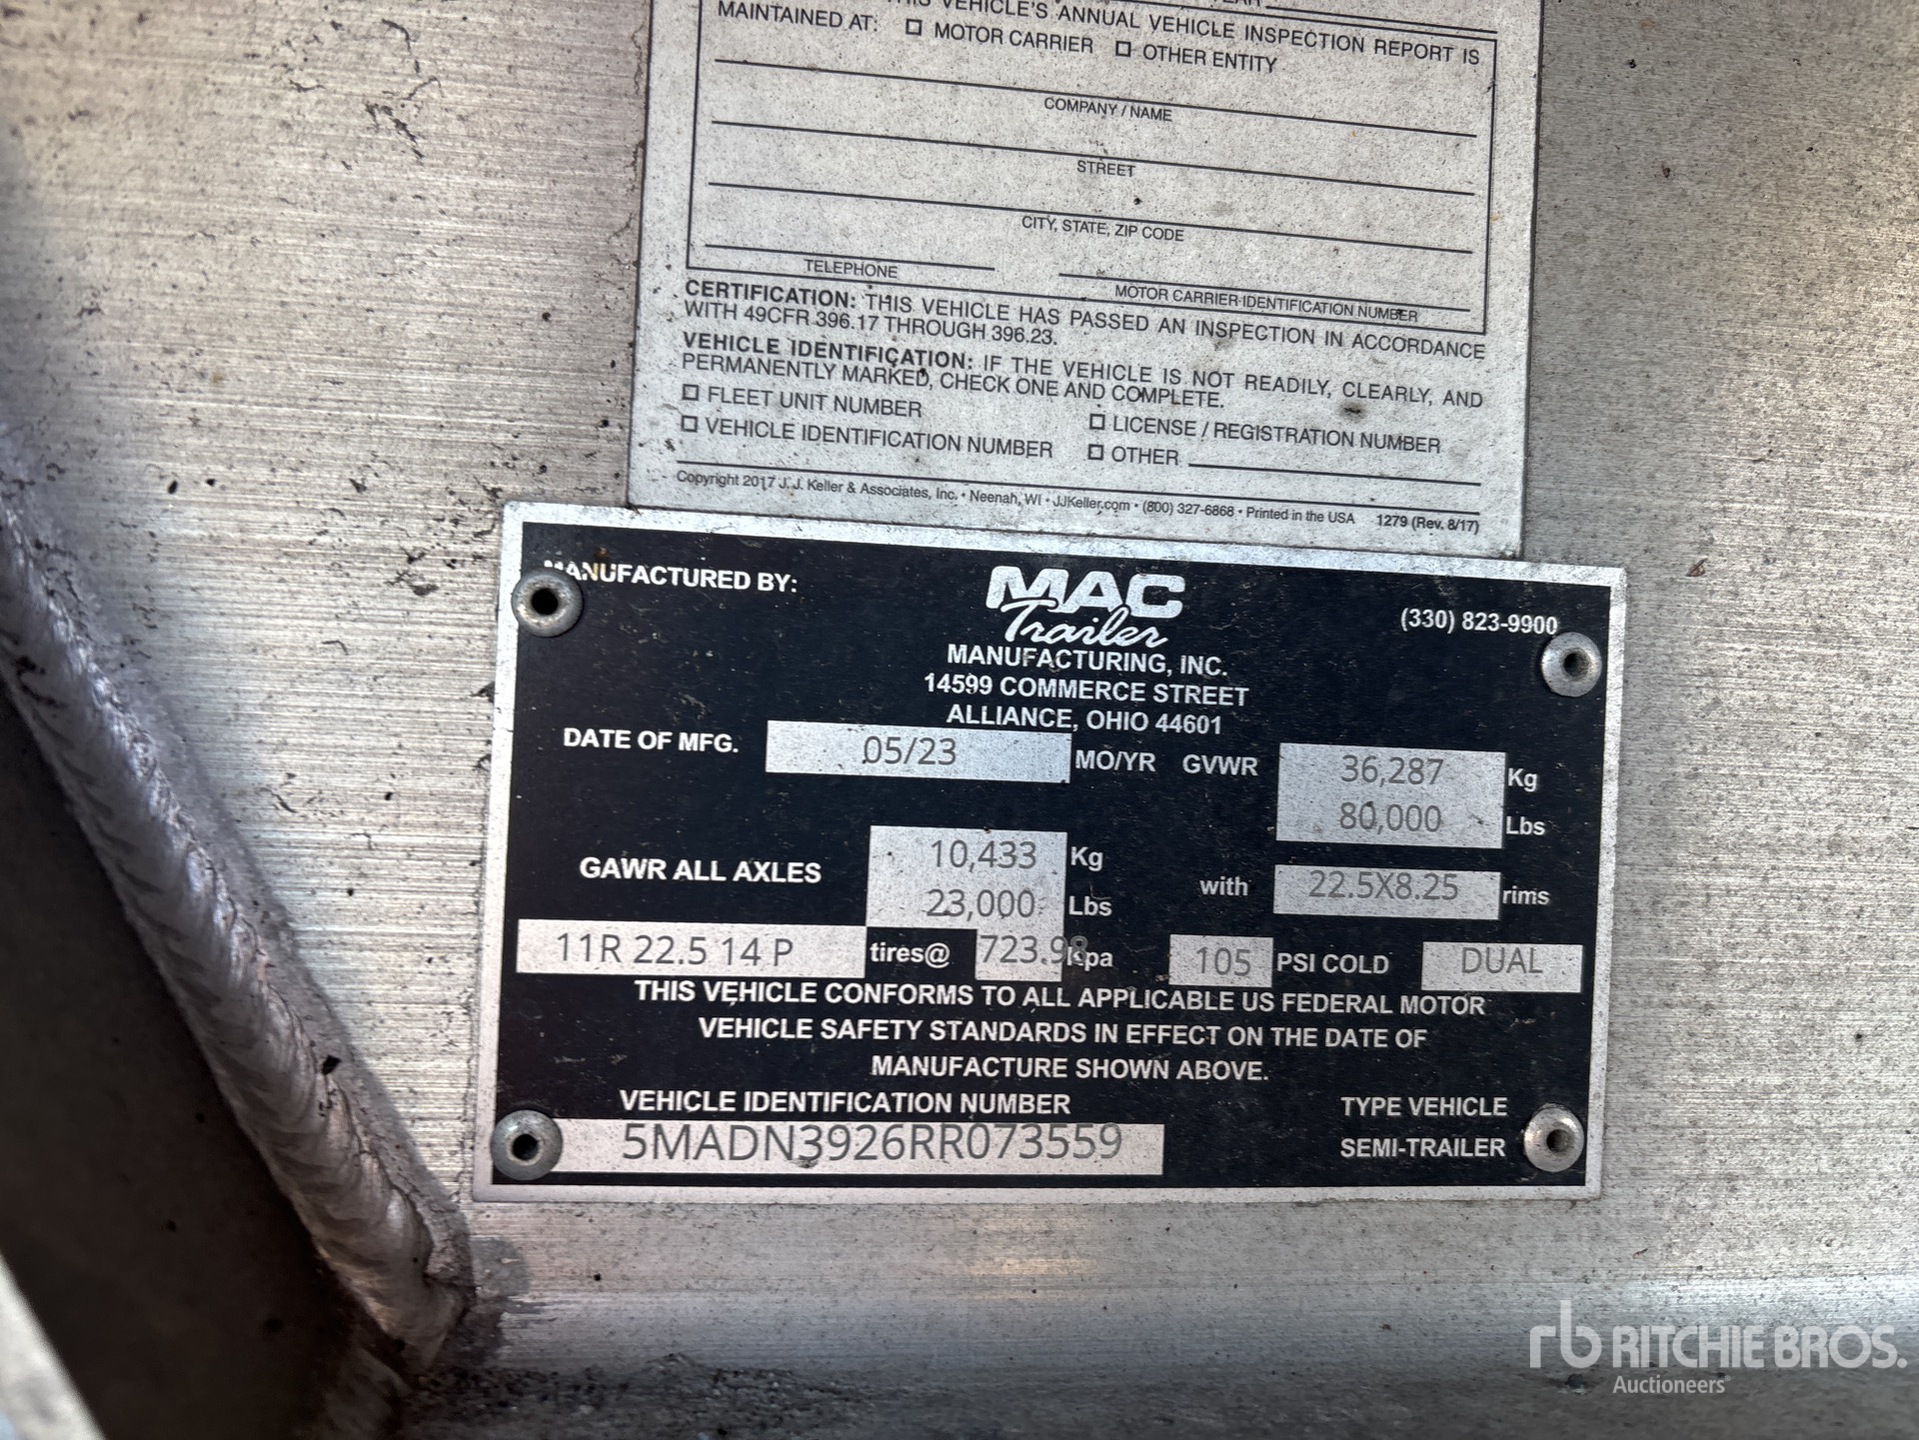 YEAR
THIS VEHICLE'S ANNUAL VEHICLE INSPECTION REPORT IS
MAINTAINED AT: MOTOR CARRIER OTHER ENTITY
COMPANY / NAME
STREET
CITY, STATE, ZIP CODE
TELEPHONE
MOTOR CARRIER IDENTIFICATION NUMBER
CERTIFICATION: THIS VEHICLE HAS PASSED AN INSPECTION IN ACCORDANCE
WITH 49CFR 396.17 THROUGH 396.23.
VEHICLE IDENTIFICATION: IF THE VEHICLE IS NOT READILY, CLEARLY, AND
PERMANENTLY MARKED, CHECK ONE AND COMPLETE.
FLEET UNIT NUMBER
LICENSE / REGISTRATION NUMBER
VEHICLE IDENTIFICATION NUMBER
OTHER
Copyright 2017 J. J. Keller & Associates, Inc. • Neenah, WI • JJKeller.com • (800) 327-6868 • Printed in the USA 1279 (Rev. 8/17)
MANUFACTURED BY:
MAC
Trailer
(330) 823-9900
MANUFACTURING, INC.
14599 COMMERCE STREET
ALLIANCE, OHIO 44601
DATE OF MFG. 05/23 MO/YR GVWR 36,287 Kg
80,000 Lbs
GAWR ALL AXLES 10,433 Kg
23,000 Lbs with 22.5X8.25 rims
11R 22.5 14 P tires@ 723.98 kpa 105 PSI COLD DUAL
THIS VEHICLE CONFORMS TO ALL APPLICABLE US FEDERAL MOTOR
VEHICLE SAFETY STANDARDS IN EFFECT ON THE DATE OF
MANUFACTURE SHOWN ABOVE.
VEHICLE IDENTIFICATION NUMBER TYPE VEHICLE
5MADN3926RR073559 SEMI-TRAILER
rb RITCHIE BROS.
Auctioneers